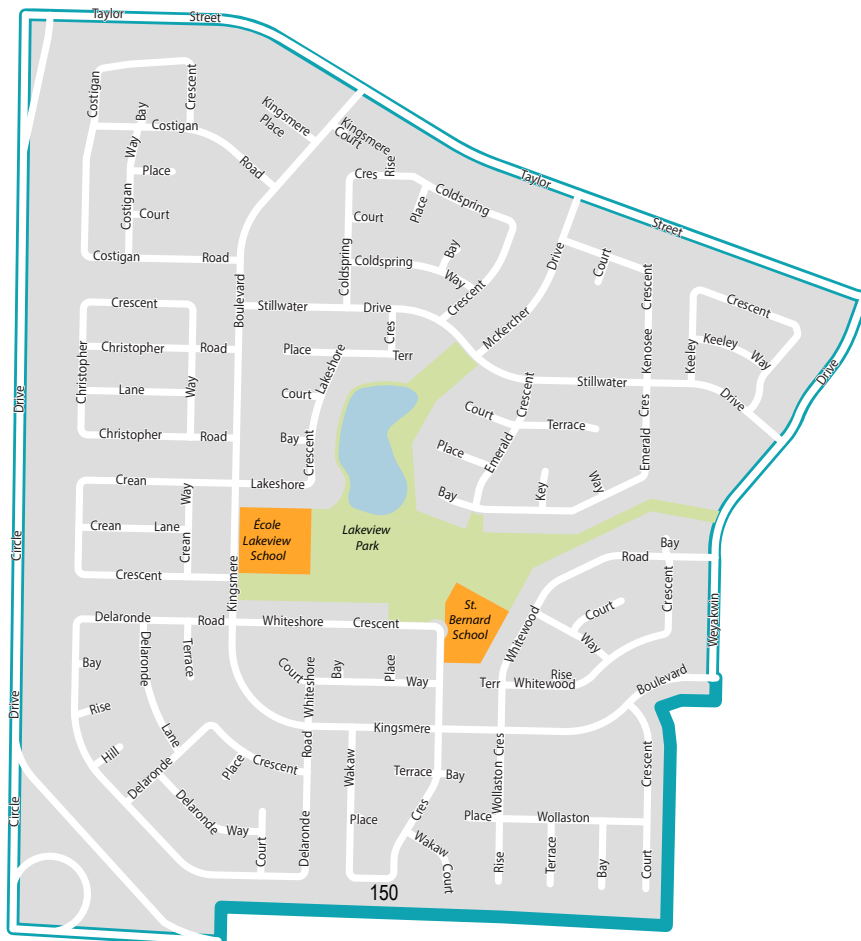 Taylor Street
Costigan
Bay
Crescent
Costigan
Way
Road
Place
Costigan
Court
Costigan Road
Kingsmere
Place
Kingsmere
Court
Cres
Rise
Coldspring
Place
Court
Coldspring
Coldspring
Bay
Way
Crescent
Taylor
Street
Drive
Court
Crescent
McKercher
Kenosee
Crescent
Keeley
Way
Keeley
Drive
Boulevard
Stillwater Drive
Cres
Place
Terr
Lakeshore
Court
Bay
Crescent
Lakeshore
Crescent
Christopher
Christopher Road
Lane
Way
Christopher Road
Drive
Stillwater
Drive
Crescent
Court
Terrace
Cres
Place
Emerald
Emerald
Bay
Key
Way
Crean
Way
Crean Lane
Crean
Crescent
Circle
Kingsmere
École
Lakeview
School
Lakeview
Park
St.
Bernard
School
Road
Bay
Crescent
Court
Whitewood
Way
Rise
Terr
Whitewood
Weyakwin
Boulevard
Delaronde Road
Whiteshore Crescent
Delaronde
Terrace
Bay
Rise
Hill
Lane
Delaronde
Place
Crescent
Delaronde
Way
Court
Court
Whiteshore
Bay
Place
Way
Road
Delaronde
Kingsmere
Wakaw
Place
Terrace
Bay
Cres
Wakaw
Court
Cres
Wollaston
Place
Wollaston
Crescent
Rise
Terrace
Bay
Court
Drive
Circle
150